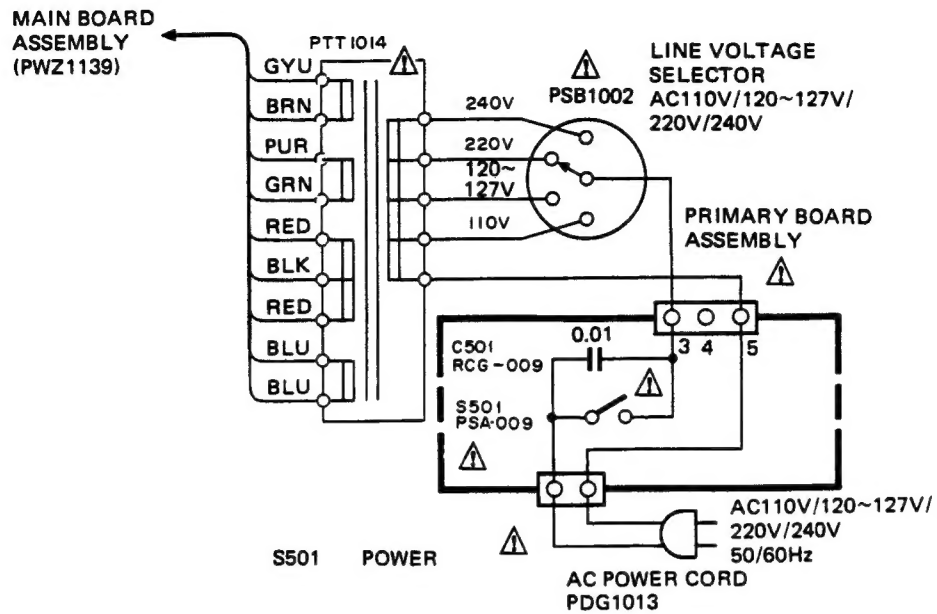 MAIN BOARD
ASSEMBLY
(PWZ1139)
PTT1014
GYU
BRN
PUR
GRN
RED
BLK
RED
BLU
BLU
240V
220V
120~
127V
110V
PSB1002
LINE VOLTAGE
SELECTOR
AC110V/120~127V/
220V/240V
PRIMARY BOARD
ASSEMBLY
3 4 5
0.01
C501
RCG-009
S501
PSA-009
S501 POWER
AC110V/120~127V/
220V/240V
50/60Hz
AC POWER CORD
PDG1013